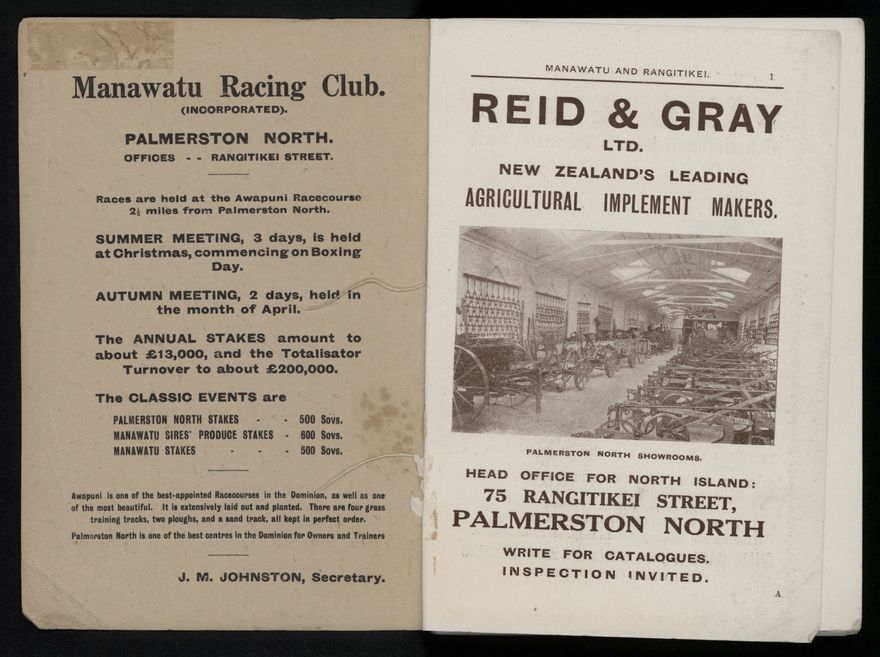 Manawatu Racing Club.
(INCORPORATED).
PALMERSTON NORTH.
OFFICES - - RANGITIKEI STREET.
Races are held at the Awapuni Racecourse
2½ miles from Palmerston North.
SUMMER MEETING, 3 days, is held
at Christmas, commencing on Boxing
Day.
AUTUMN MEETING, 2 days, held in
the month of April.
The ANNUAL STAKES amount to
about £13,000, and the Totalisator
Turnover to about £200,000.
The CLASSIC EVENTS are
PALMERSTON NORTH STAKES - - 500 Sovs.
MANAWATU SIRES' PRODUCE STAKES - 600 Sovs.
MANAWATU STAKES - - - 500 Sovs.
Awapuni is one of the best-appointed Racecourses in the Dominion, as well as one
of the most beautiful. It is extensively laid out and planted. There are four grass
training tracks, two ploughs, and a sand track, all kept in perfect order.
Palmerston North is one of the best centres in the Dominion for Owners and Trainers
J. M. JOHNSTON, Secretary.
MANAWATU AND RANGITIKEI. 1
REID & GRAY
LTD.
NEW ZEALAND'S LEADING
AGRICULTURAL IMPLEMENT MAKERS.
PALMERSTON NORTH SHOWROOMS.
HEAD OFFICE FOR NORTH ISLAND:
75 RANGITIKEI STREET,
PALMERSTON NORTH
WRITE FOR CATALOGUES.
INSPECTION INVITED.
A